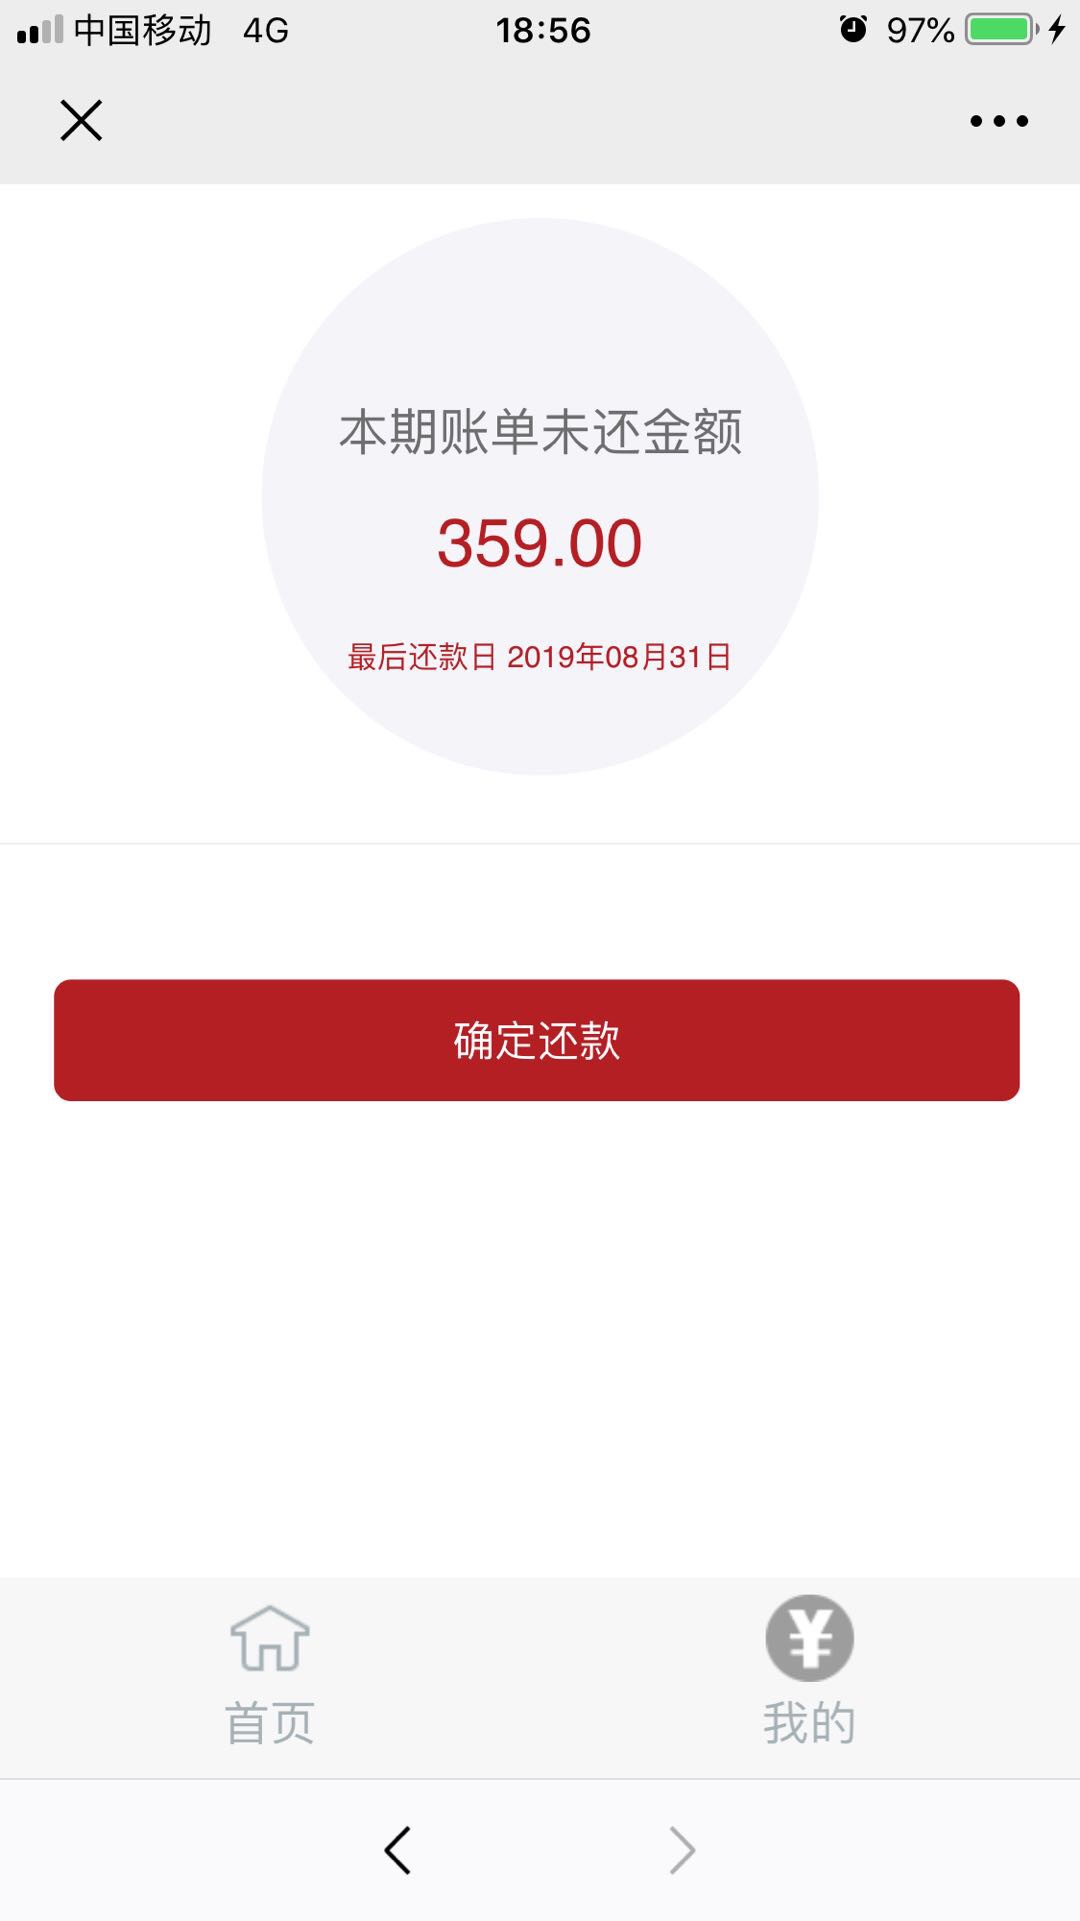 中国移动 4G 18:56 97%
本期账单未还金额
359.00
最后还款日 2019年08月31日
确定还款
¥
首页 我的